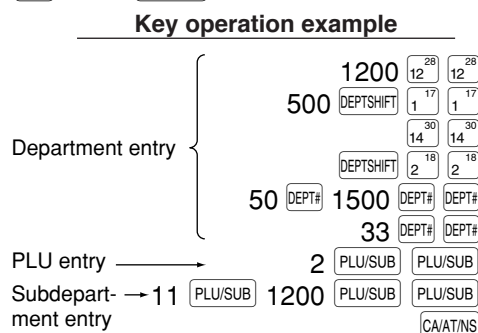 Key operation example
1200 12 28 12 28
500 DEPTSHIFT 1 17 1 17
14 30 14 30
Department entry
DEPTSHIFT 2 18 2 18
50 DEPT# 1500 DEPT# DEPT#
33 DEPT# DEPT#
PLU entry 2 PLU/SUB PLU/SUB
Subdepart- 11 PLU/SUB 1200 PLU/SUB PLU/SUB
ment entry
CA/AT/NS